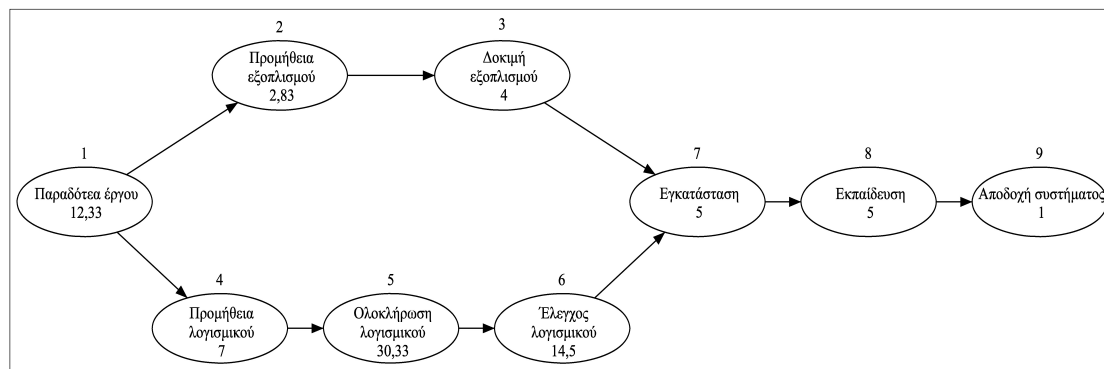 2
Προμήθεια
εξοπλισμού
2,83
3
Δοκιμή
εξοπλισμού
4
1
Παραδότεα έργου
12,33
7
Εγκατάσταση
5
8
Εκπαίδευση
5
9
Αποδοχή συστήματος
1
4
Προμήθεια
λογισμικού
7
5
Ολοκλήρωση
λογισμικού
30,33
6
Έλεγχος
λογισμικού
14,5